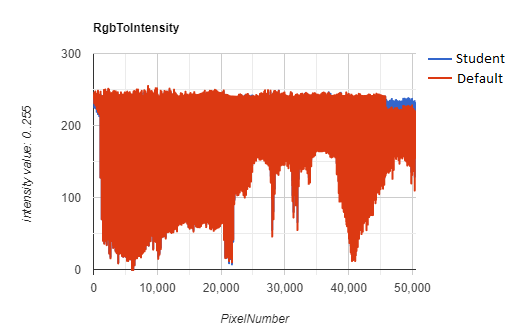 RgbToIntensity
300
200
100
0
intensity value: 0..255
0
10,000
20,000
30,000
40,000
50,000
PixelNumber
Student
Default